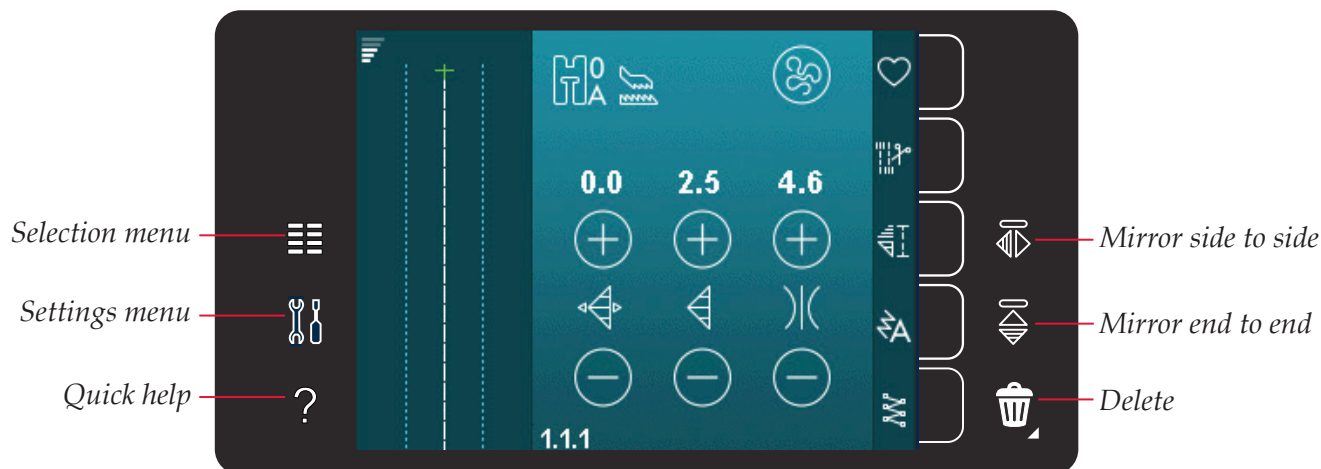 0
A
0.0 2.5 4.6
Selection menu
Mirror side to side
Settings menu
A
Mirror end to end
Quick help
?
Delete
1.1.1